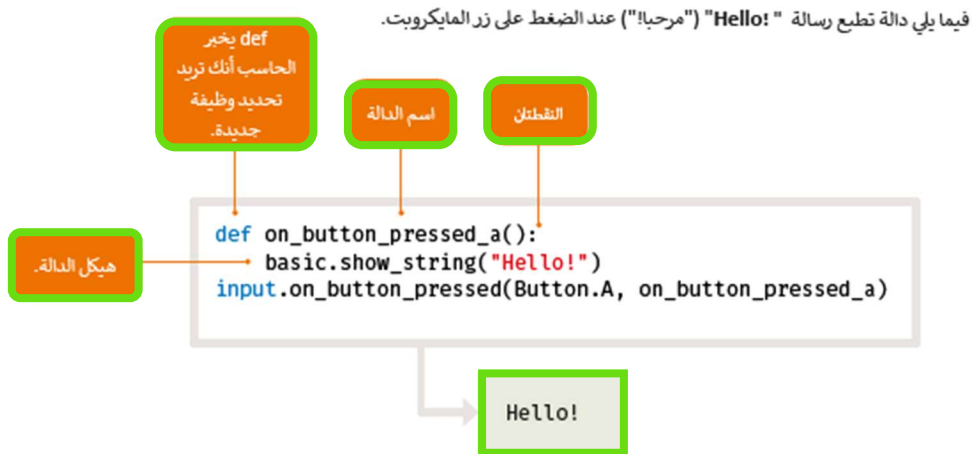 فيما يلي دالة تطبع رسالة "Hello! " ("مرحبا!") عند الضغط على زر المايكروبت.
def يخبر
الحاسب أنك تريد
تحديد وظيفة
جديدة.
اسم الدالة
النقطتان
def on_button_pressed_a():
هيكل الدالة.
basic.show_string("Hello!")
input.on_button_pressed(Button.A, on_button_pressed_a)
Hello!